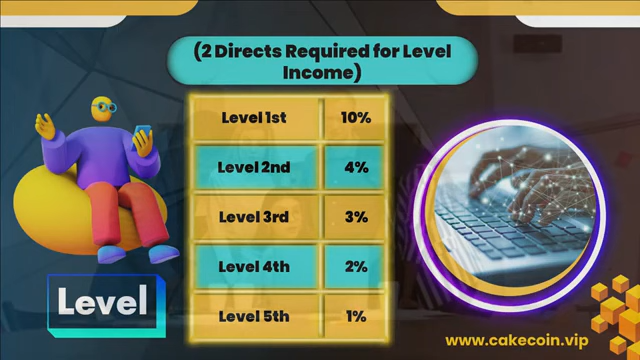 (2 Directs Required for Level
Income)
Level 1st 10%
Level 2nd 4%
Level 3rd 3%
Level 4th 2%
Level 5th 1%
Level
www.cakecoin.vip